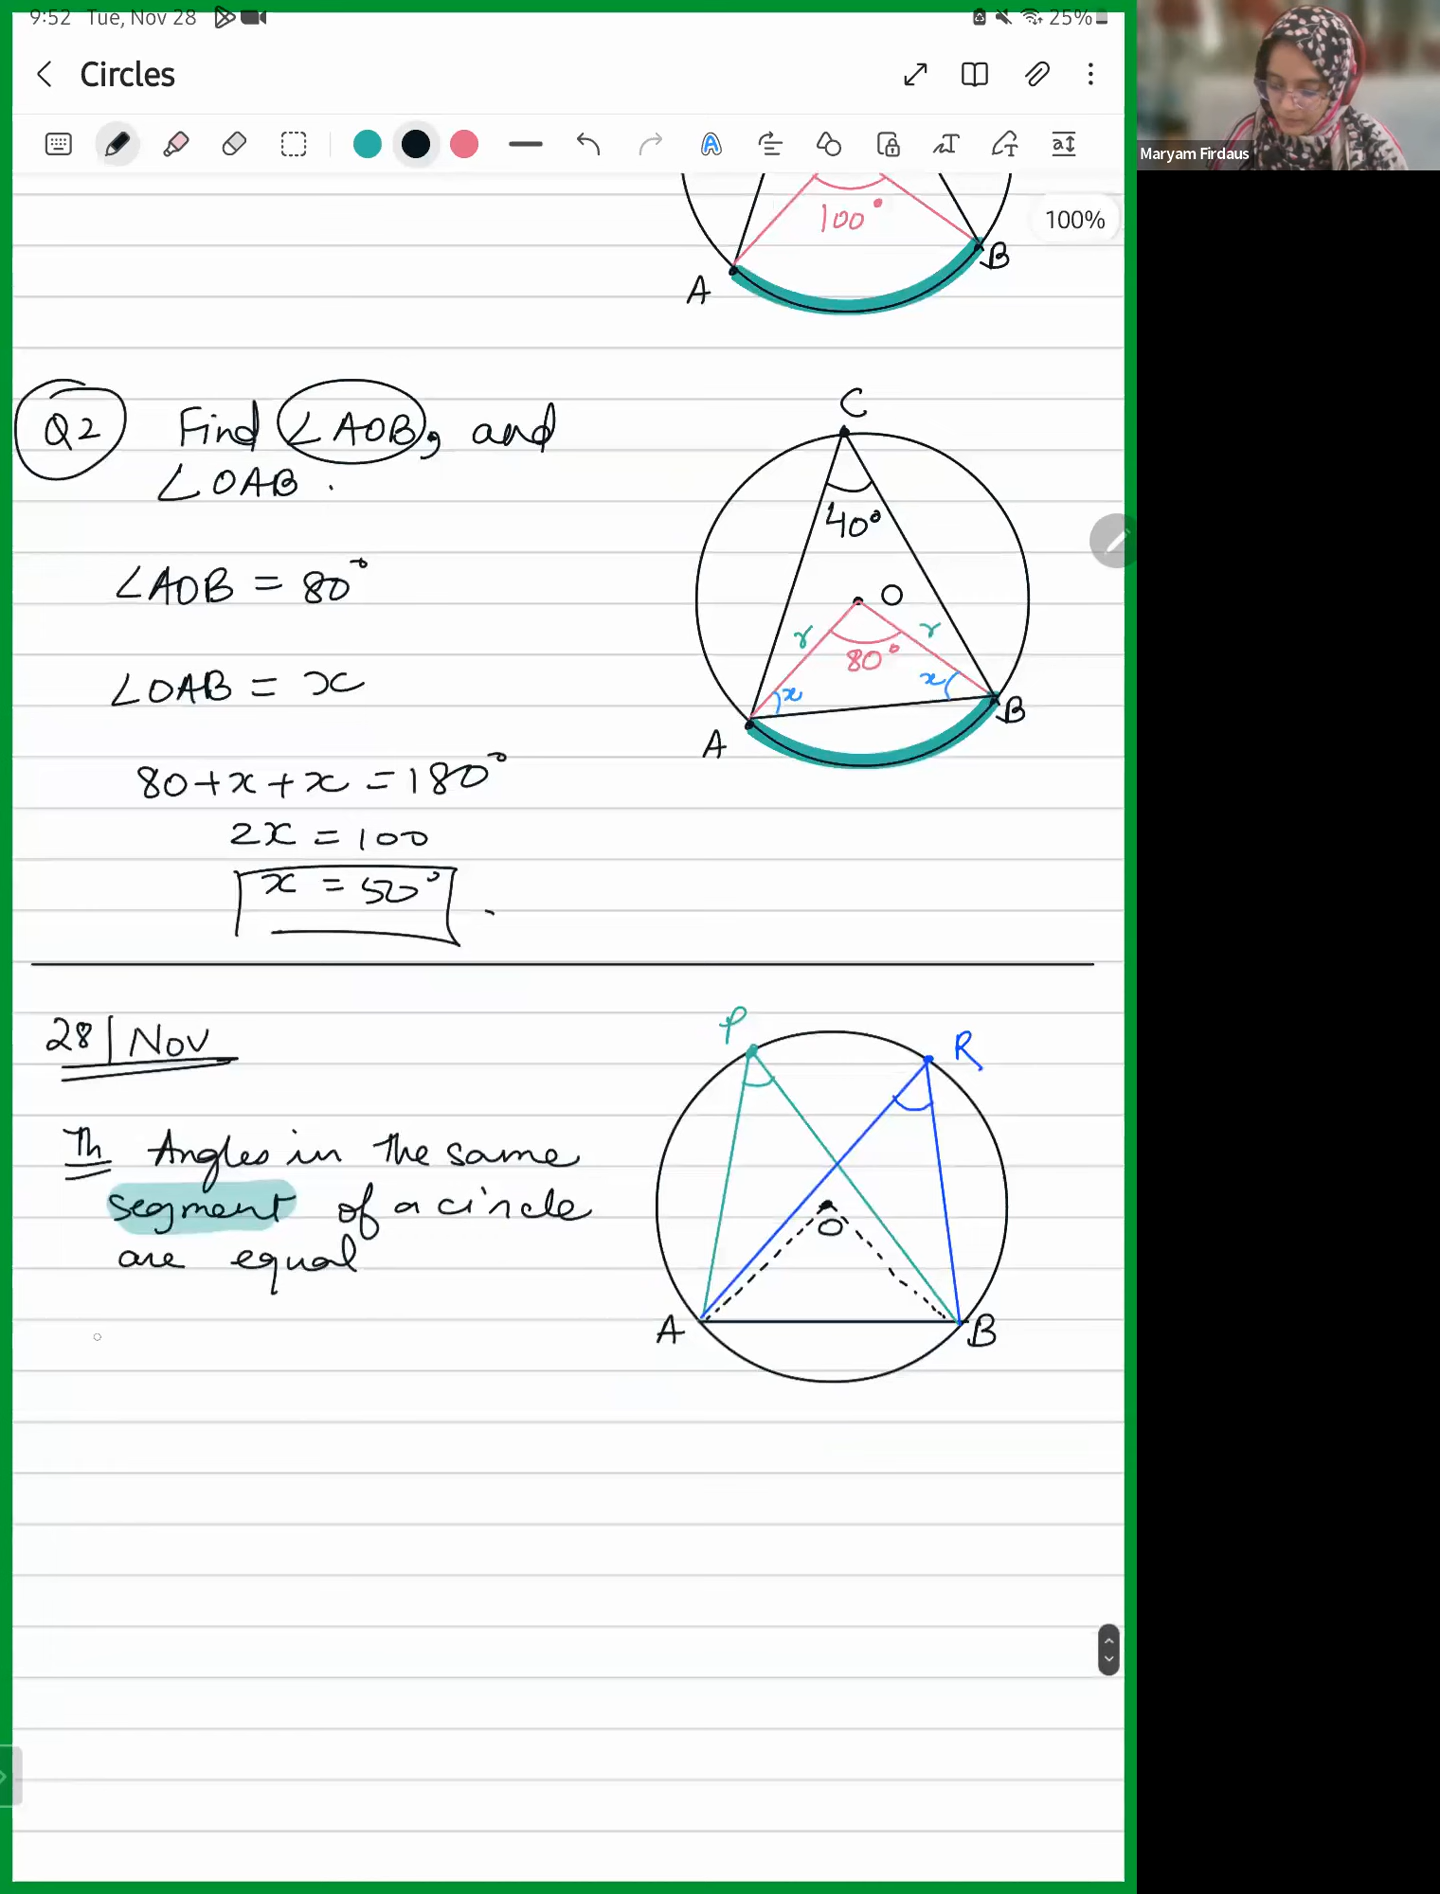 9:52 Tue, Nov 28
25%
Circles
Maryam Firdaus
100%
100°
A
B
Q2 Find ∠AOB, and
∠OAB.
C
40°
O
r
r
80°
x
x
A
B
∠AOB = 80°
∠OAB = x
80+x+x = 180°
2x = 100
x = 50°
28|Nov
Th Angles in the same
segment of a circle
are equal
P
R
O
A
B